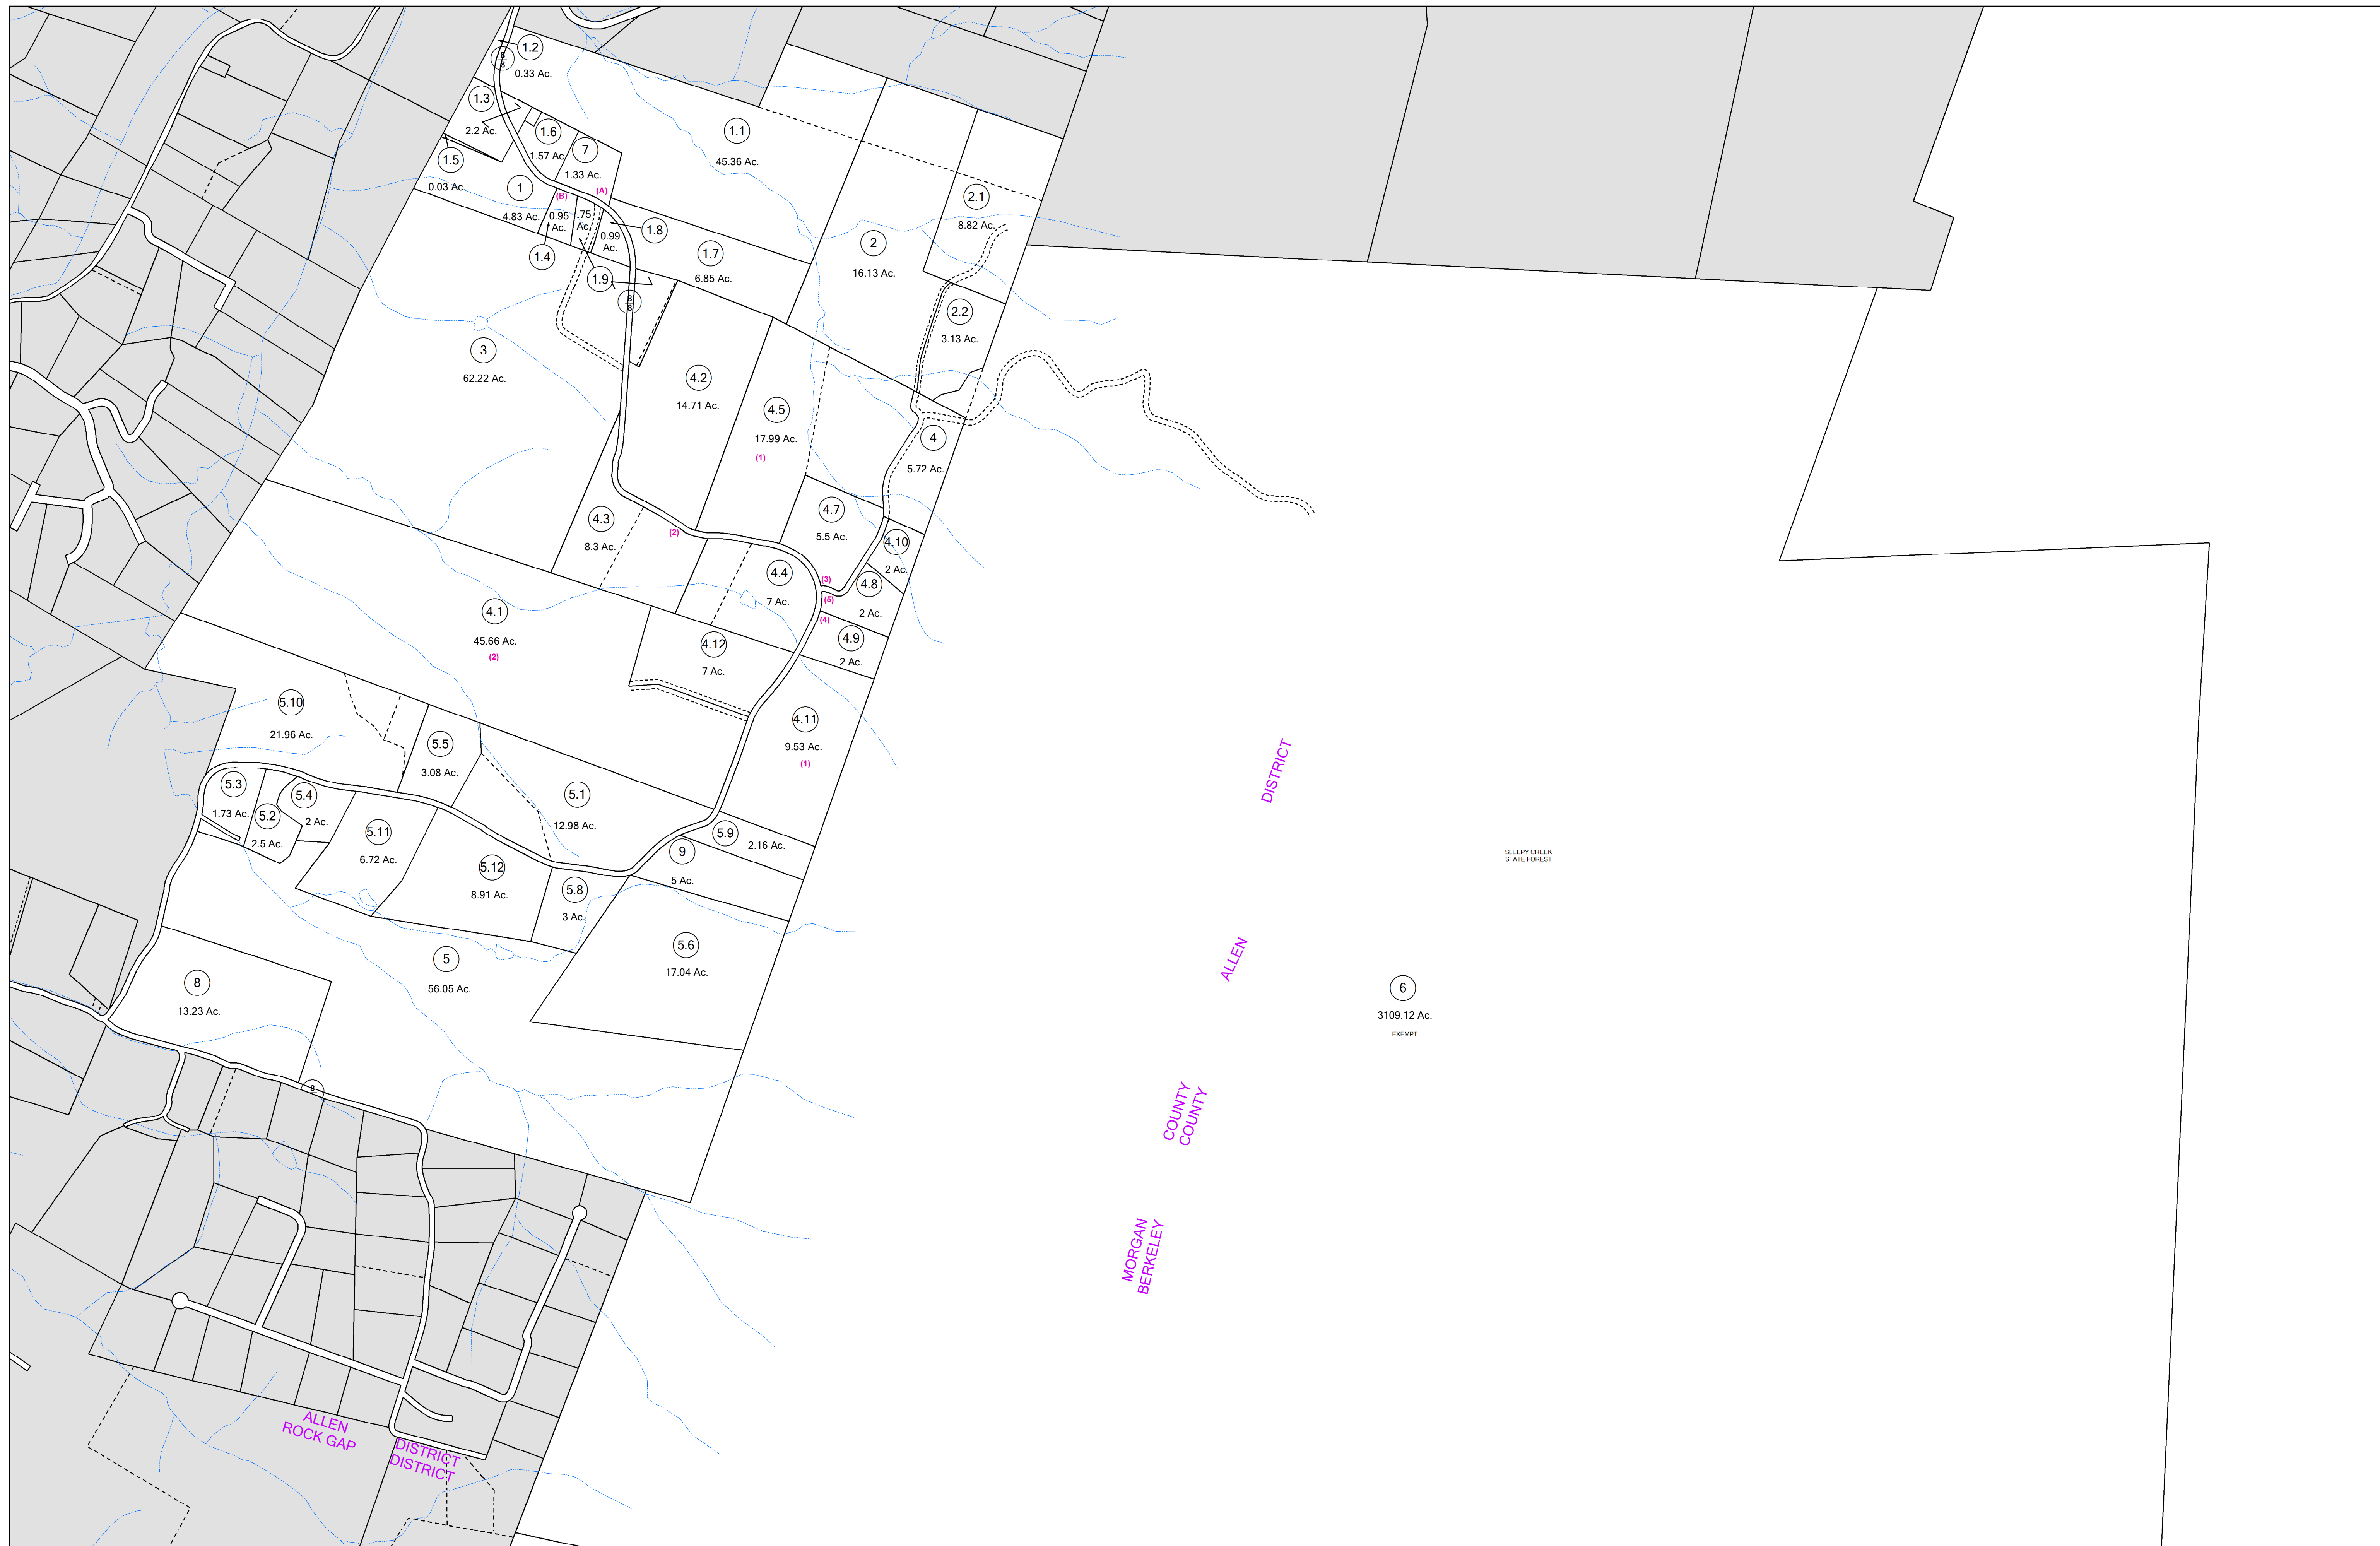 1.2
8
8
0.33 Ac.
1.3
2.2 Ac.
1.6
1.57 Ac.
7
1.33 Ac.
1.1
45.36 Ac.
1.5
0.03 Ac.
1
4.83 Ac.
(B)
(A)
0.95
Ac.
.75
Ac.
0.99
Ac.
1.8
1.4
1.9
8
8
1.7
6.85 Ac.
2
16.13 Ac.
2.1
8.82 Ac.
2.2
3.13 Ac.
3
62.22 Ac.
4.2
14.71 Ac.
4.5
17.99 Ac.
(1)
4
5.72 Ac.
4.3
8.3 Ac.
(2)
4.7
5.5 Ac.
4.10
2 Ac.
4.4
7 Ac.
(3)
(5)
(4)
4.8
2 Ac.
4.9
2 Ac.
4.1
45.66 Ac.
(2)
4.12
7 Ac.
4.11
9.53 Ac.
(1)
5.10
21.96 Ac.
5.5
3.08 Ac.
5.3
1.73 Ac.
5.2
2.5 Ac.
5.4
2 Ac.
5.1
12.98 Ac.
5.11
6.72 Ac.
5.9
2.16 Ac.
9
5 Ac.
5.12
8.91 Ac.
5.8
3 Ac.
5.6
17.04 Ac.
5
56.05 Ac.
8
13.23 Ac.
8
DISTRICT
ALLEN
COUNTY
COUNTY
MORGAN
BERKELEY
SLEEPY CREEK
STATE FOREST
6
3109.12 Ac.
EXEMPT
ALLEN
ROCK GAP
DISTRICT
DISTRICT